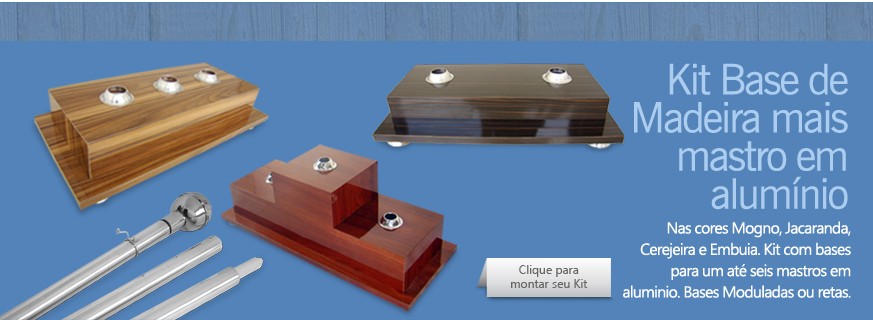 Kit Base de
Madeira mais
mastro em
alumínio
Nas cores Mogno, Jacaranda,
Cerejeira e Embuia. Kit com bases
para um até seis mastros em
aluminio. Bases Moduladas ou retas.
Clique para
montar seu Kit